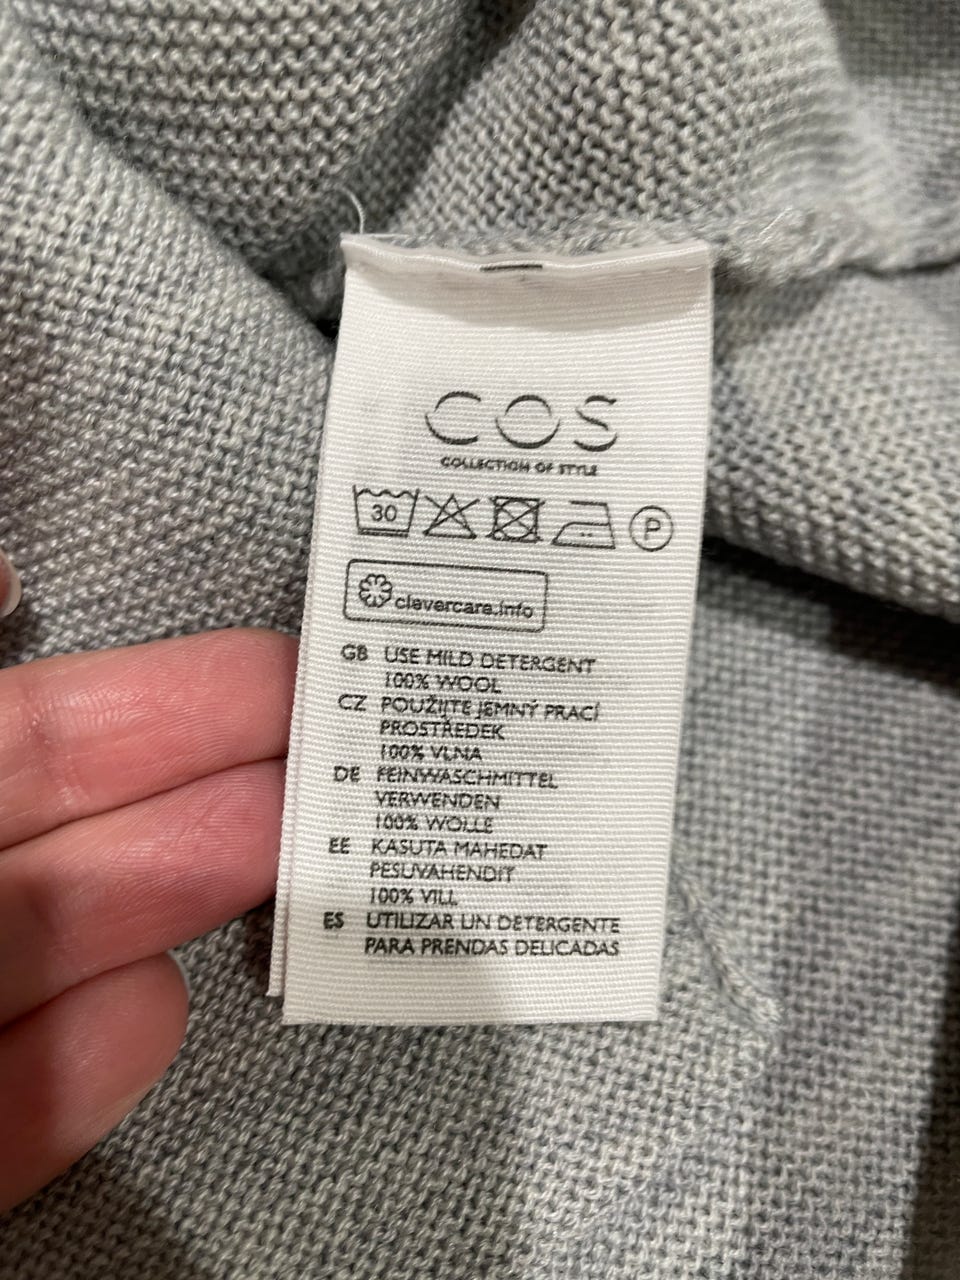 COS
COLLECTION OF STYLE
30
P
clevercare.info
GB USE MILD DETERGENT
100% WOOL
CZ POUŽIJTE JEMNÝ PRACÍ
PROSTŘEDEK
100% VLNA
DE FEINWASCHMITTEL
VERWENDEN
100% WOLLE
EE KASUTA MAHEDAT
PESUVAHENDIT
100% VILL
ES UTILIZAR UN DETERGENTE
PARA PRENDAS DELICADAS